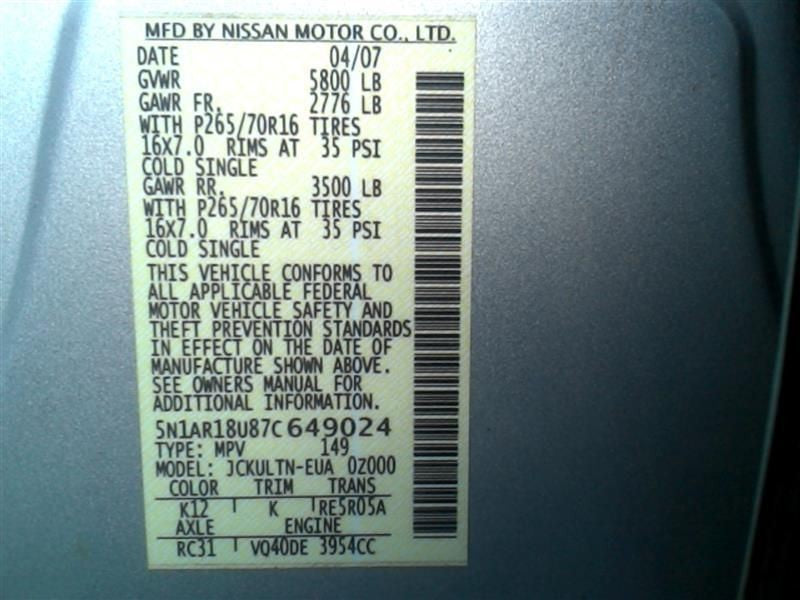 MFD BY NISSAN MOTOR CO., LTD.
DATE 04/07
GVWR 5800 LB
GAWR FR. 2776 LB
WITH P265/70R16 TIRES
16X7.0 RIMS AT 35 PSI
COLD SINGLE
GAWR RR. 3500 LB
WITH P265/70R16 TIRES
16X7.0 RIMS AT 35 PSI
COLD SINGLE
THIS VEHICLE CONFORMS TO
ALL APPLICABLE FEDERAL
MOTOR VEHICLE SAFETY AND
THEFT PREVENTION STANDARDS
IN EFFECT ON THE DATE OF
MANUFACTURE SHOWN ABOVE.
SEE OWNERS MANUAL FOR
ADDITIONAL INFORMATION.
5N1AR18U87C649024
TYPE: MPV 149
MODEL: JCKULTN-EUA 0Z000
COLOR TRIM TRANS
K12 K RE5R05A
AXLE ENGINE
RC31 VQ40DE 3954CC